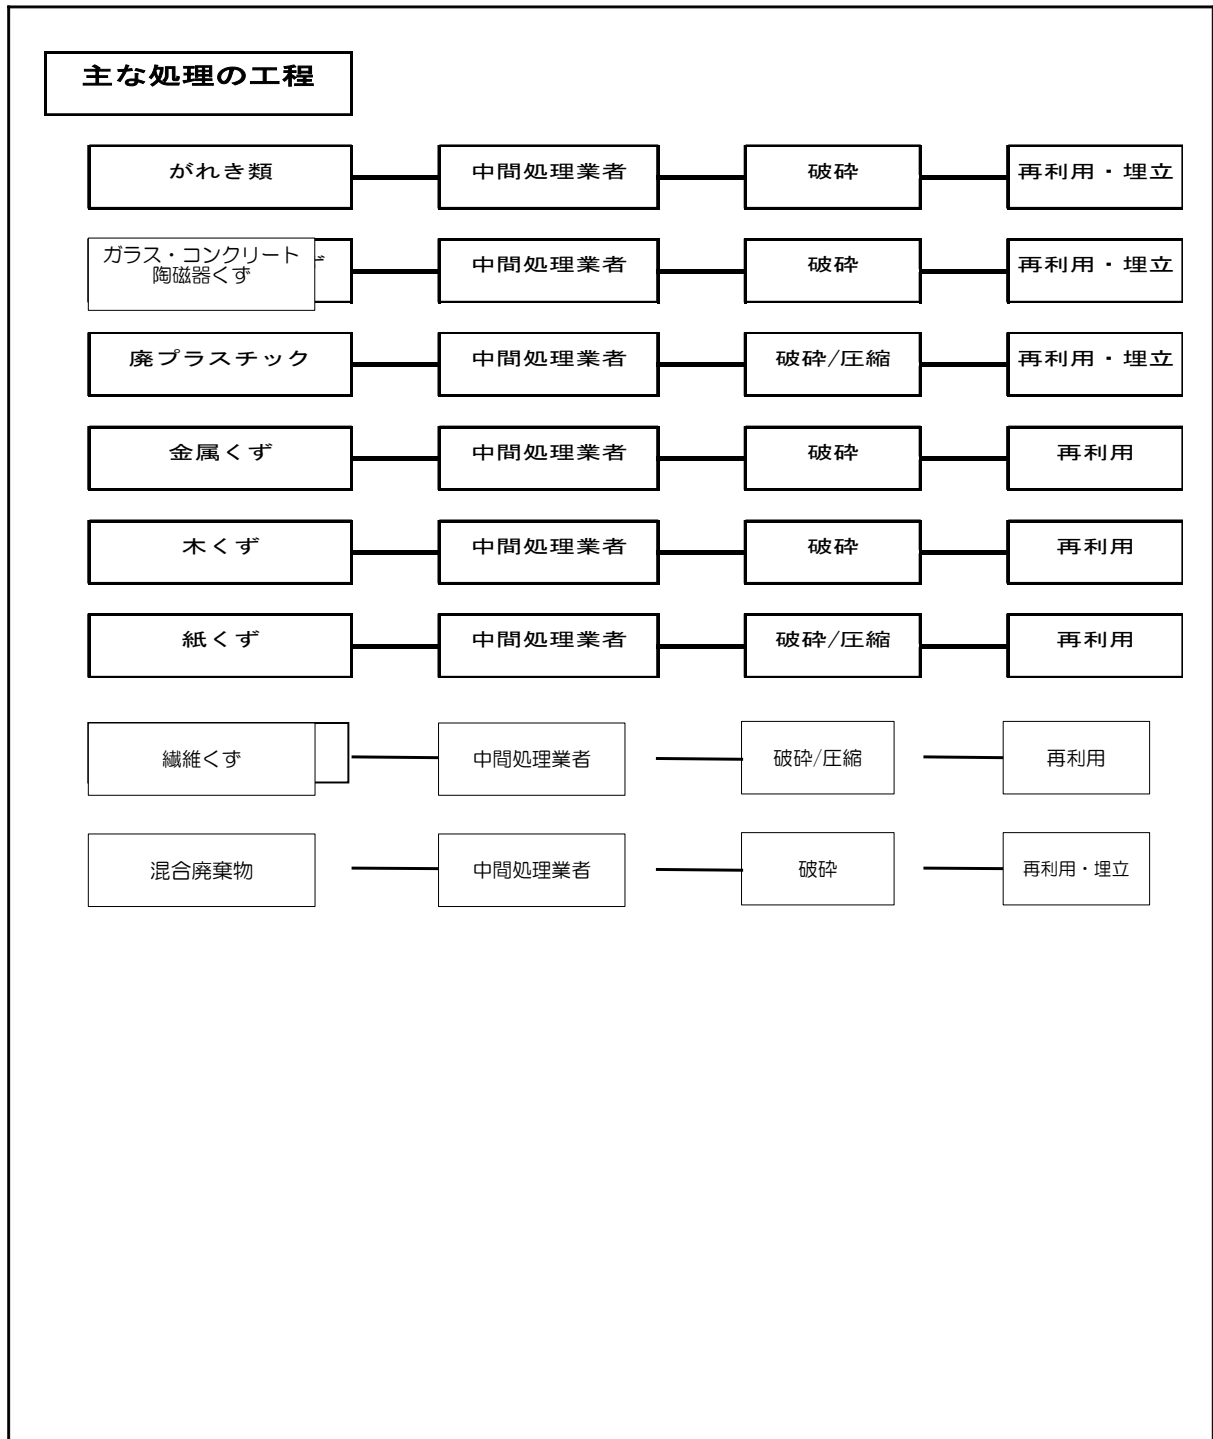 主な処理の工程
がれき類 中間処理業者 破砕 再利用・埋立
ガラス・コンクリート
陶磁器くず 中間処理業者 破砕 再利用・埋立
廃プラスチック 中間処理業者 破砕/圧縮 再利用・埋立
金属くず 中間処理業者 破砕 再利用
木くず 中間処理業者 破砕 再利用
紙くず 中間処理業者 破砕/圧縮 再利用
繊維くず 中間処理業者 破砕/圧縮 再利用
混合廃棄物 中間処理業者 破砕 再利用・埋立